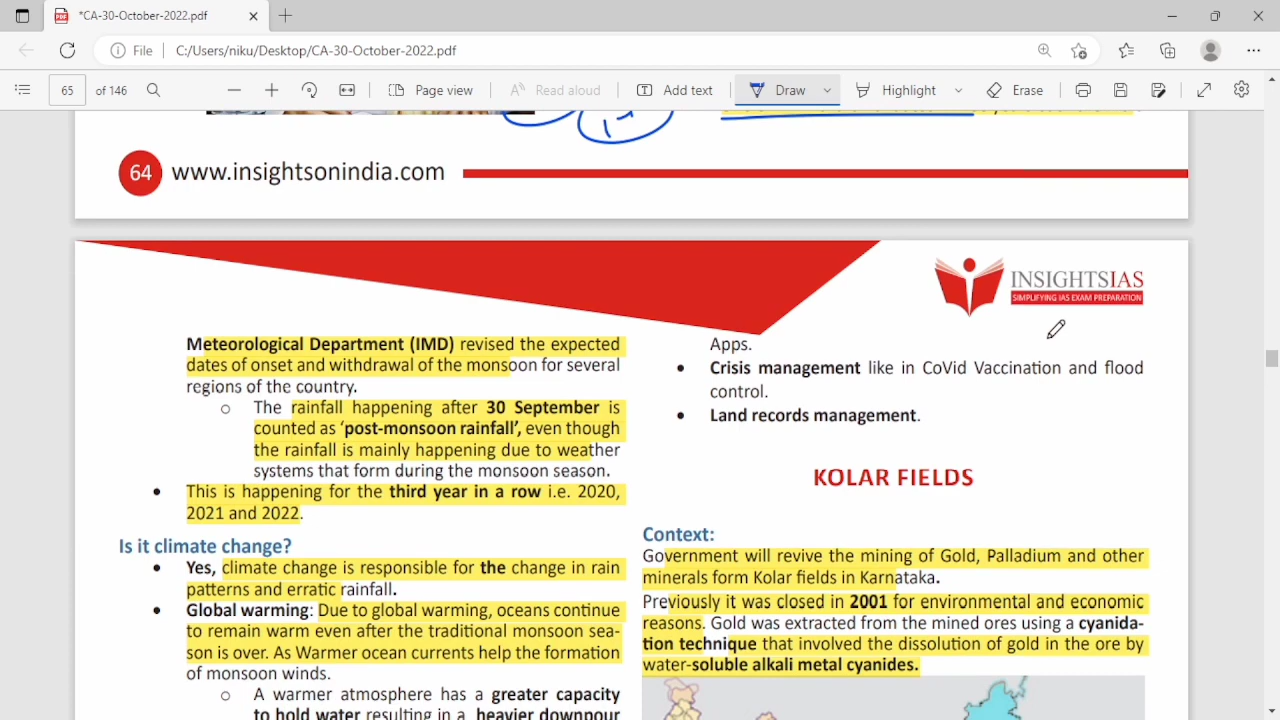 *CA-30-October-2022.pdf
File
C:/Users/niku/Desktop/CA-30-October-2022.pdf
65 of 146
Page view
Read aloud
Add text
Draw
Highlight
Erase
64 www.insightsonindia.com
INSIGHTSIAS
SIMPLIFYING IAS EXAM PREPARATION
Meteorological Department (IMD) revised the expected
dates of onset and withdrawal of the monsoon for several
regions of the country.
o The rainfall happening after 30 September is
counted as ‘post-monsoon rainfall’, even though
the rainfall is mainly happening due to weather
systems that form during the monsoon season.
• This is happening for the third year in a row i.e. 2020,
2021 and 2022.
Is it climate change?
• Yes, climate change is responsible for the change in rain
patterns and erratic rainfall.
• Global warming: Due to global warming, oceans continue
to remain warm even after the traditional monsoon sea-
son is over. As Warmer ocean currents help the formation
of monsoon winds.
o A warmer atmosphere has a greater capacity
to hold water resulting in a heavier downpour
Apps.
• Crisis management like in CoVid Vaccination and flood
control.
• Land records management.
KOLAR FIELDS
Context:
Government will revive the mining of Gold, Palladium and other
minerals form Kolar fields in Karnataka.
Previously it was closed in 2001 for environmental and economic
reasons. Gold was extracted from the mined ores using a cyanida-
tion technique that involved the dissolution of gold in the ore by
water-soluble alkali metal cyanides.